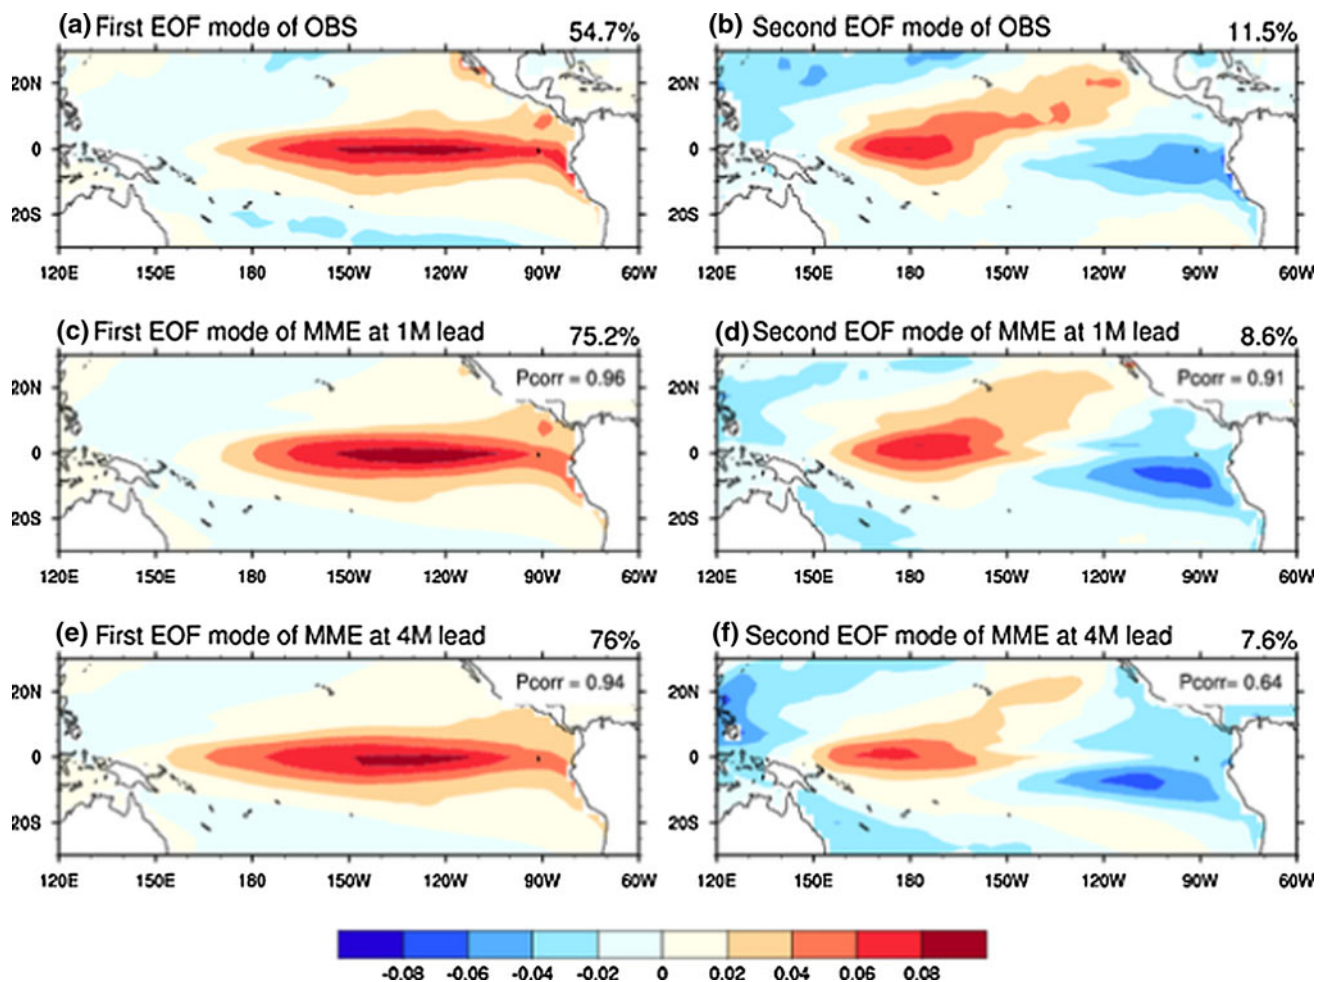 (a) First EOF mode of OBS 54.7%
(b) Second EOF mode of OBS 11.5%
20N
0
20S
120E 150E 180 150W 120W 90W 60W
20N
0
20S
120E 150E 180 150W 120W 90W 60W
(c) First EOF mode of MME at 1M lead 75.2%
(d) Second EOF mode of MME at 1M lead 8.6%
Pcorr = 0.96
20N
0
20S
120E 150E 180 150W 120W 90W 60W
Pcorr = 0.91
20N
0
20S
120E 150E 180 150W 120W 90W 60W
(e) First EOF mode of MME at 4M lead 76%
(f) Second EOF mode of MME at 4M lead 7.6%
Pcorr = 0.94
20N
0
20S
120E 150E 180 150W 120W 90W 60W
Pcorr= 0.64
20N
0
20S
120E 150E 180 150W 120W 90W 60W
-0.08 -0.06 -0.04 -0.02 0 0.02 0.04 0.06 0.08